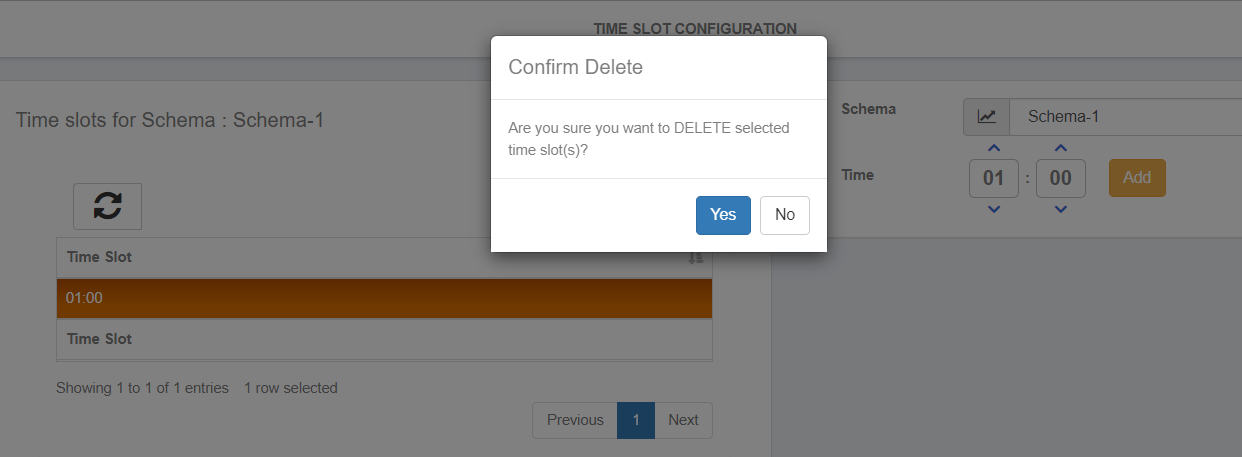 TIME SLOT CONFIGURATION
Confirm Delete
Are you sure you want to DELETE selected
time slot(s)?
Yes No
Time slots for Schema : Schema-1
Time Slot
01:00
Time Slot
Showing 1 to 1 of 1 entries 1 row selected
Previous 1 Next
Schema Schema-1
Time 01 : 00 Add